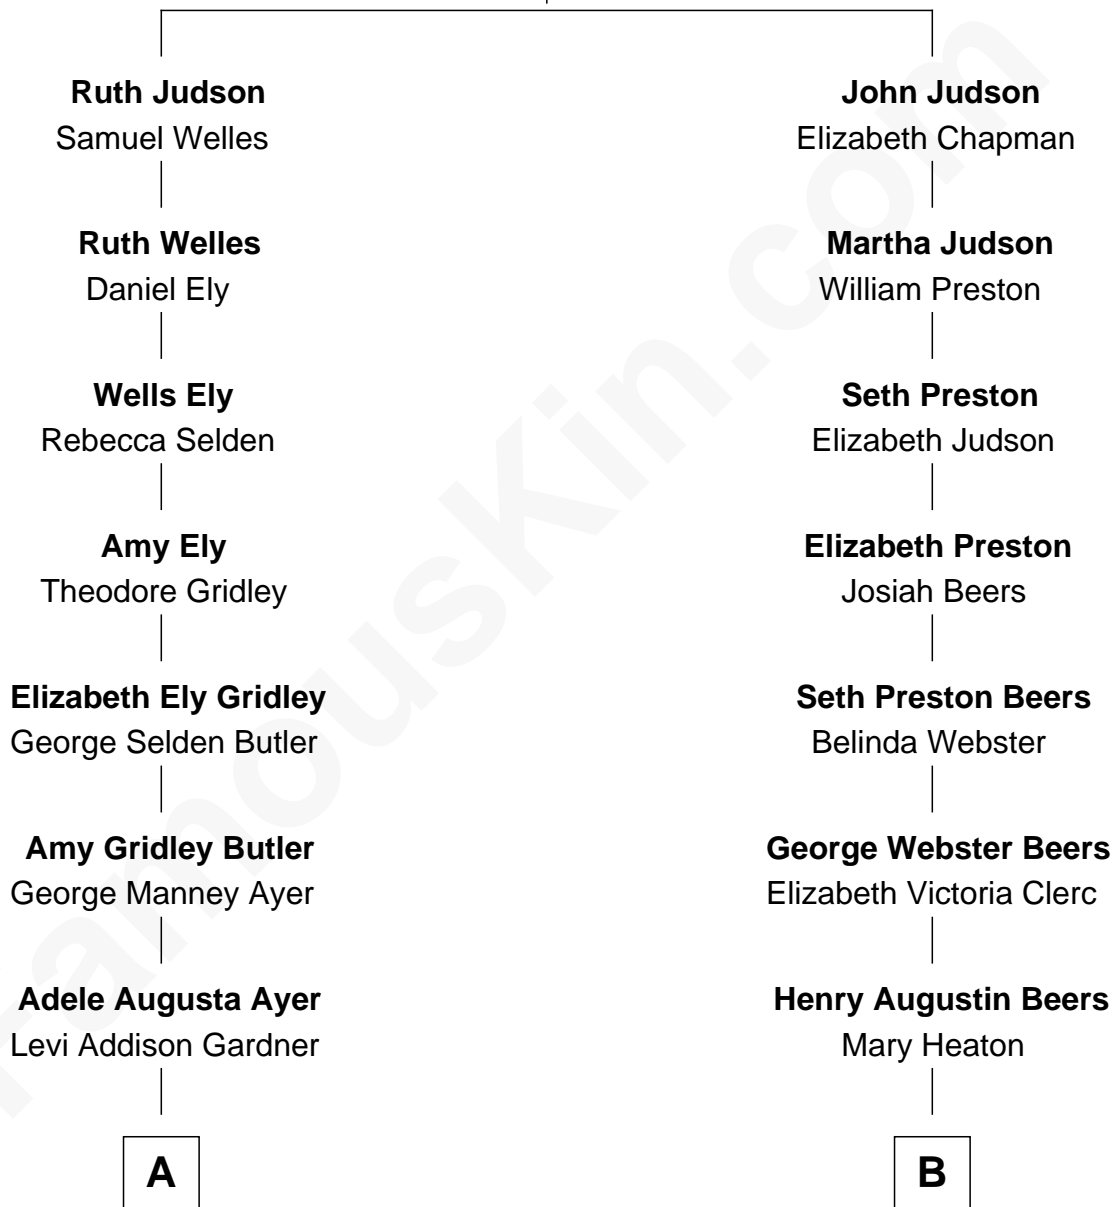 Ruth Judson
Samuel Welles
Ruth Welles
Daniel Ely
Wells Ely
Rebecca Selden
Amy Ely
Theodore Gridley
Elizabeth Ely Gridley
George Selden Butler
Amy Gridley Butler
George Manney Ayer
Adele Augusta Ayer
Levi Addison Gardner
A
John Judson
Elizabeth Chapman
Martha Judson
William Preston
Seth Preston
Elizabeth Judson
Elizabeth Preston
Josiah Beers
Seth Preston Beers
Belinda Webster
George Webster Beers
Elizabeth Victoria Clerc
Henry Augustin Beers
Mary Heaton
B
FamousKin.com